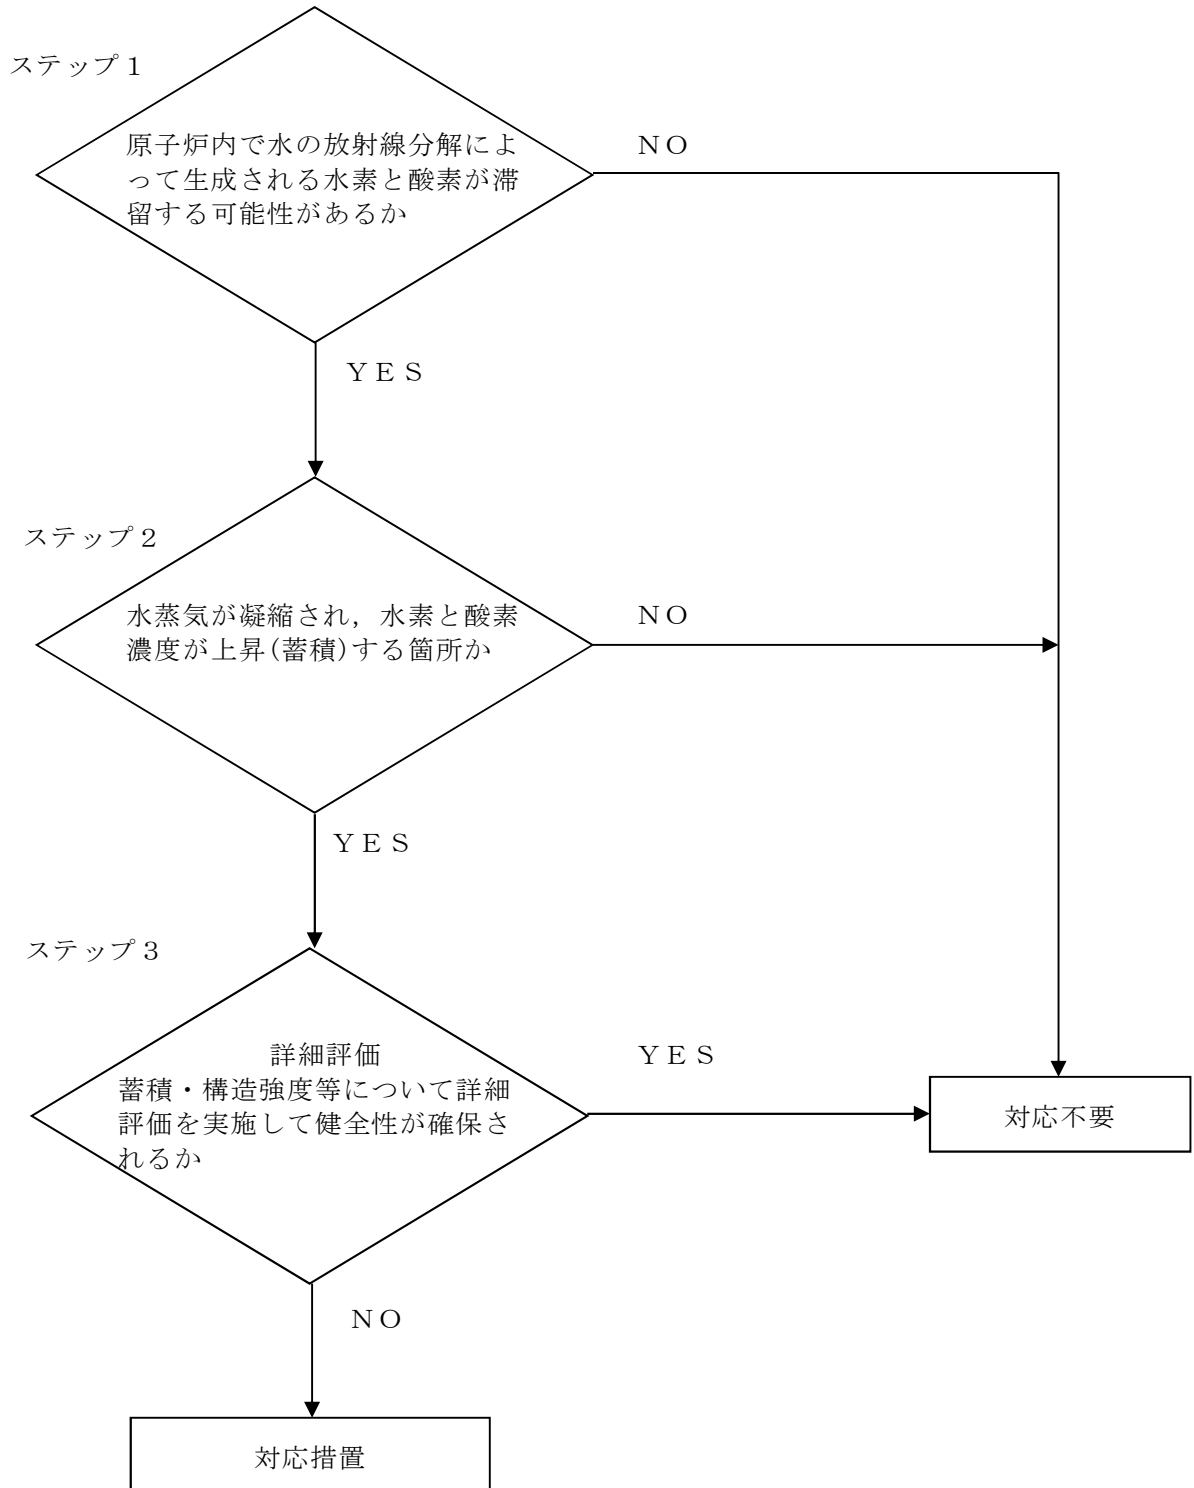 ステップ１
原子炉内で水の放射線分解によ
って生成される水素と酸素が滞
留する可能性があるか
ＮＯ
ＹＥＳ
ステップ２
水蒸気が凝縮され，水素と酸素
濃度が上昇(蓄積)する箇所か
ＮＯ
ＹＥＳ
ステップ３
詳細評価
蓄積・構造強度等について詳細
評価を実施して健全性が確保さ
れるか
ＹＥＳ
対応不要
ＮＯ
対応措置